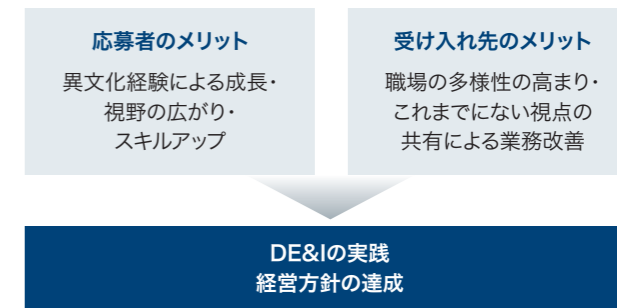 応募者のメリット
異文化経験による成長・
視野の広がり・
スキルアップ
受け入れ先のメリット
職場の多様性の高まり・
これまでにない視点の
共有による業務改善
DE&Iの実践
経営方針の達成